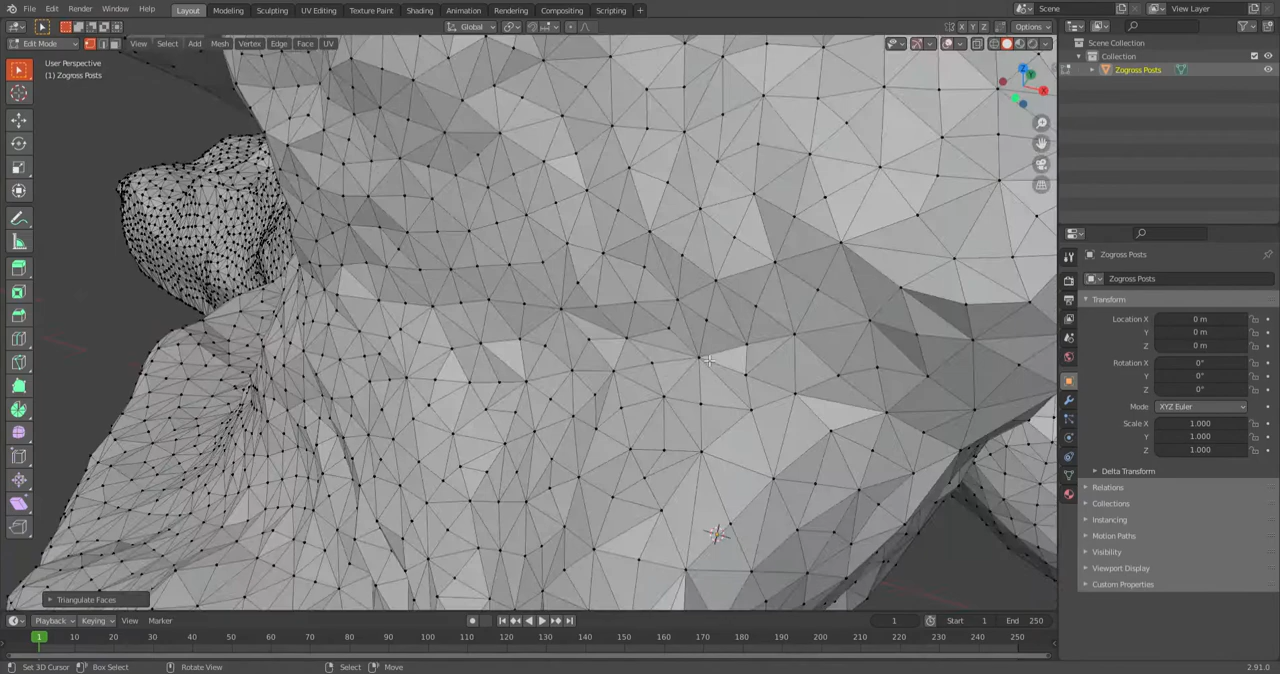 File Edit Render Window Help Layout Modeling Sculpting UV Editing Texture Paint Shading Animation Rendering Compositing Scripting + Scene View Layer
Global X Y Z Options
Edit Mode View Select Add Mesh Vertex Edge Face UV
Scene Collection
Collection
Zogross Posts
User Perspective
(1) Zogross Posts
Z
Y
X
Zogross Posts
Zogross Posts
Transform
Location X 0 m
Y 0 m
Z 0 m
Rotation X 0°
Y 0°
Z 0°
Mode XYZ Euler
Scale X 1.000
Y 1.000
Z 1.000
Delta Transform
Relations
Collections
Instancing
Motion Paths
Visibility
Viewport Display
Custom Properties
Triangulate Faces
Playback Keying View Marker 1 Start 1 End 250
1 10 20 30 40 50 60 70 80 90 100 110 120 130 140 150 160 170 180 190 200 210 220 230 240 250
Set 3D Cursor Box Select Rotate View Select Move 2.91.0